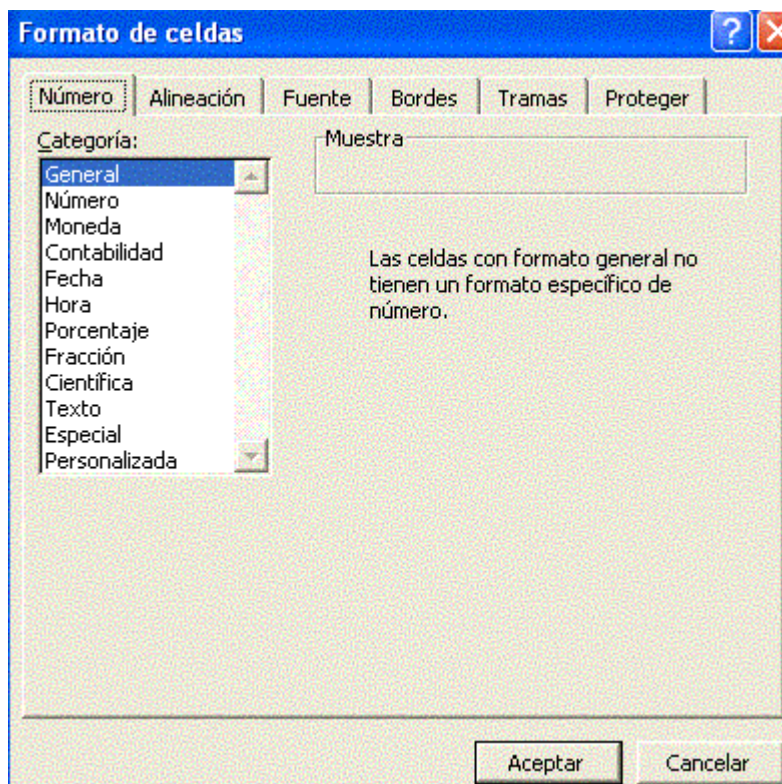 Formato de celdas
?
Número Alineación Fuente Bordes Tramas Proteger
Categoría:
General
Número
Moneda
Contabilidad
Fecha
Hora
Porcentaje
Fracción
Científica
Texto
Especial
Personalizada
Muestra
Las celdas con formato general no
tienen un formato específico de
número.
Aceptar Cancelar